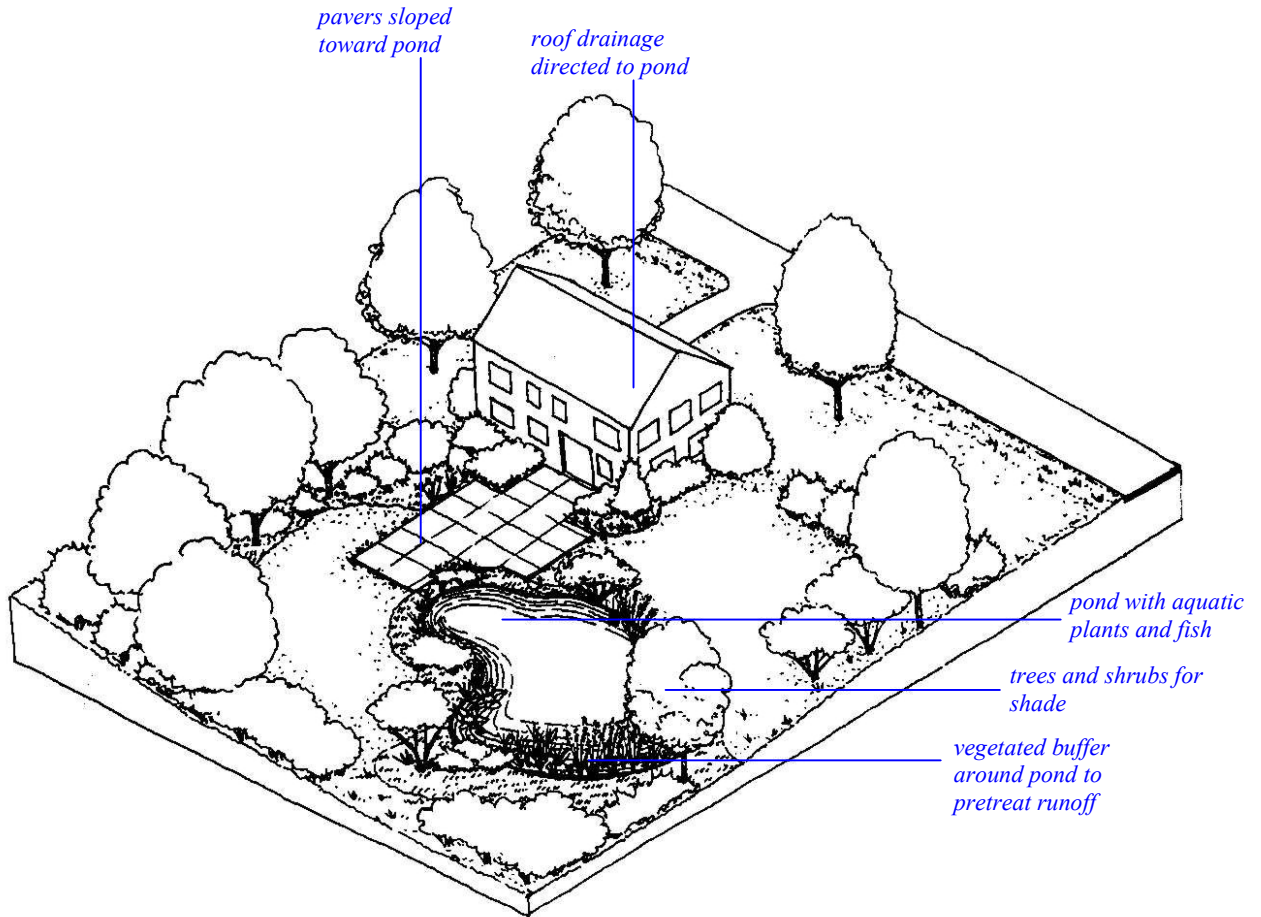 pavers sloped
toward pond
roof drainage
directed to pond
pond with aquatic
plants and fish
trees and shrubs for
shade
vegetated buffer
around pond to
pretreat runoff